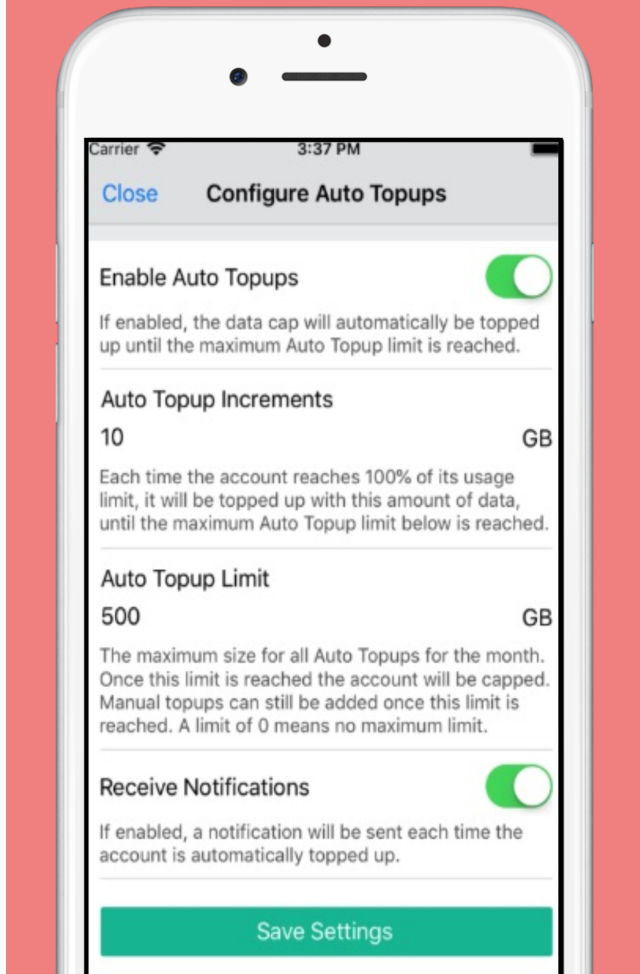 Carrier 3:37 PM
Close Configure Auto Topups
Enable Auto Topups
If enabled, the data cap will automatically be topped
up until the maximum Auto Topup limit is reached.
Auto Topup Increments
10 GB
Each time the account reaches 100% of its usage
limit, it will be topped up with this amount of data,
until the maximum Auto Topup limit below is reached.
Auto Topup Limit
500 GB
The maximum size for all Auto Topups for the month.
Once this limit is reached the account will be capped.
Manual topups can still be added once this limit is
reached. A limit of 0 means no maximum limit.
Receive Notifications
If enabled, a notification will be sent each time the
account is automatically topped up.
Save Settings